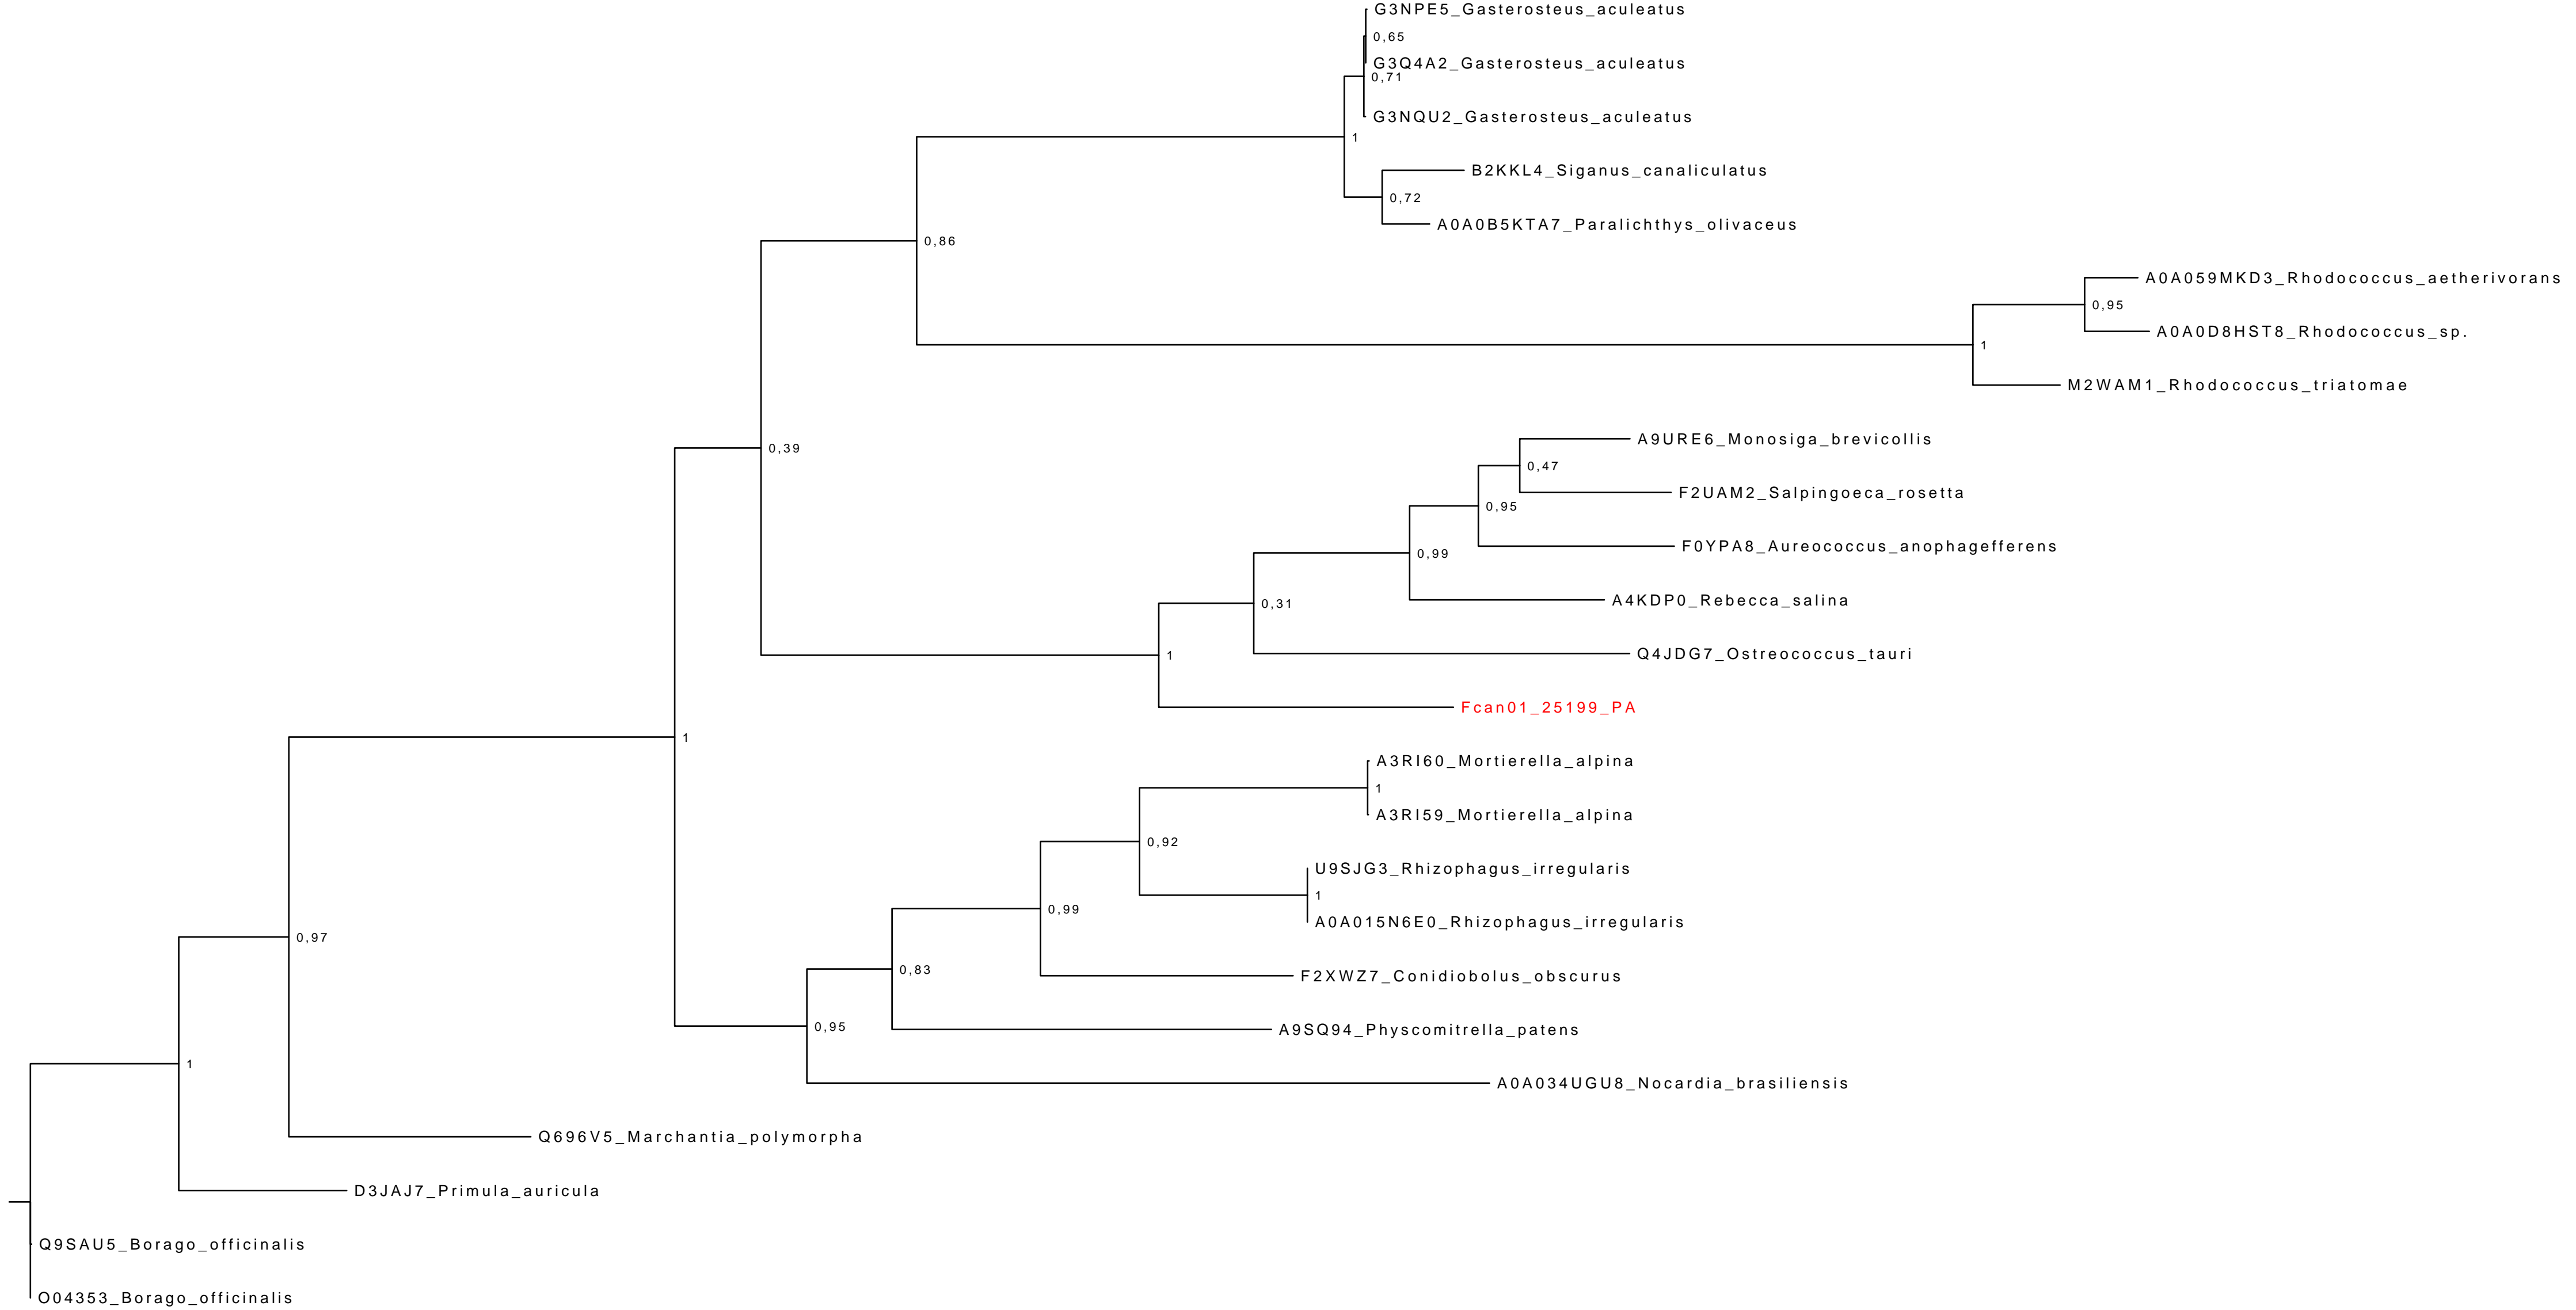 G3NPE5_Gasterosteus_aculeatus
0,65
G3Q4A2_Gasterosteus_aculeatus
0,71
G3NQU2_Gasterosteus_aculeatus
1
B2KKL4_Siganus_canaliculatus
0,72
A0A0B5KTA7_Paralichthys_olivaceus
0,86
A0A059MKD3_Rhodococcus_aetherivorans
0,95
A0A0D8HST8_Rhodococcus_sp.
1
M2WAM1_Rhodococcus_triatomae
A9URE6_Monosiga_brevicollis
0,39
0,47
F2UAM2_Salpingoeca_rosetta
0,95
F0YPA8_Aureococcus_anophagefferens
0,99
A4KDP0_Rebecca_salina
0,31
Q4JDG7_Ostreococcus_tauri
1
Fcan01_25199_PA
1
A3RI60_Mortierella_alpina
1
A3RI59_Mortierella_alpina
0,92
U9SJG3_Rhizophagus_irregularis
1
0,99
A0A015N6E0_Rhizophagus_irregularis
0,97
0,83
F2XWZ7_Conidiobolus_obscurus
0,95
A9SQ94_Physcomitrella_patens
1
A0A034UGU8_Nocardia_brasiliensis
Q696V5_Marchantia_polymorpha
D3JAJ7_Primula_auricula
Q9SAU5_Borago_officinalis
O04353_Borago_officinalis